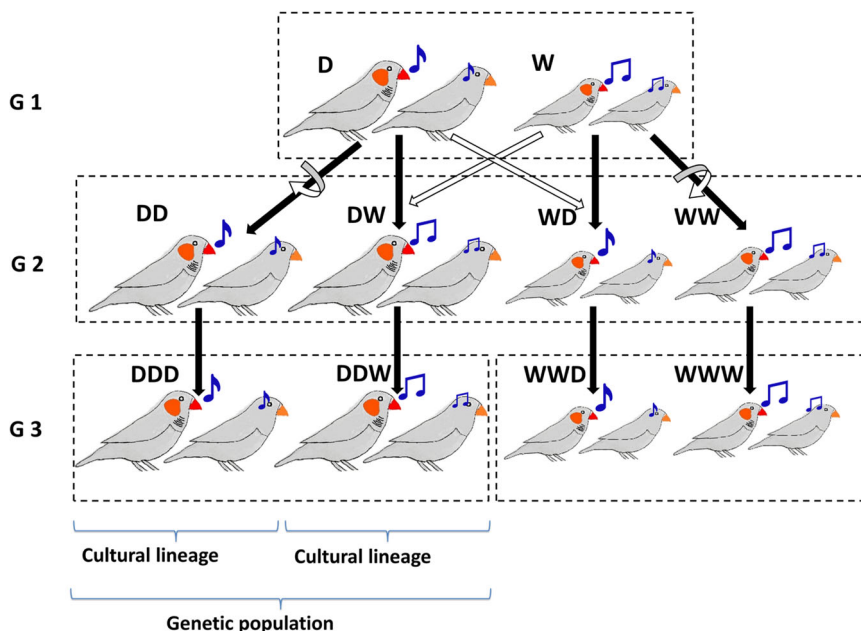 D W
G 1
DD DW WD WW
G 2
DDD DDW WWD WWW
G 3
Cultural lineage Cultural lineage
Genetic population